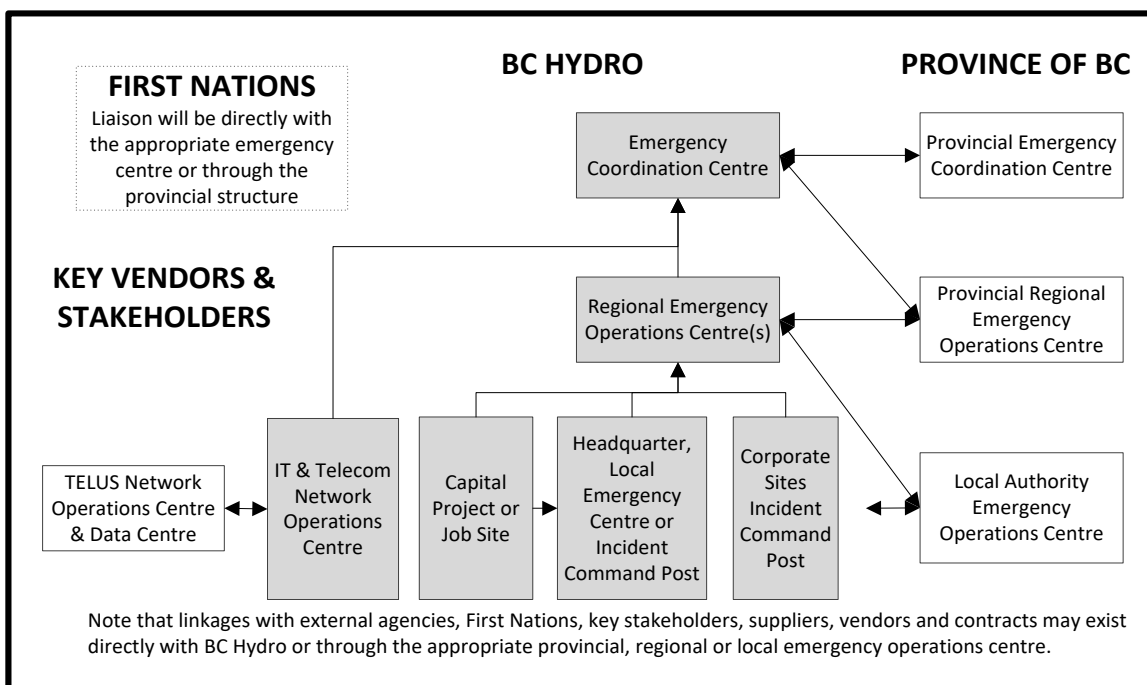 FIRST NATIONS
Liaison will be directly with
the appropriate emergency
centre or through the
provincial structure
BC HYDRO
PROVINCE OF BC
Emergency
Coordination Centre
Provincial Emergency
Coordination Centre
KEY VENDORS &
STAKEHOLDERS
Regional Emergency
Operations Centre(s)
Provincial Regional
Emergency
Operations Centre
TELUS Network
Operations Centre
& Data Centre
IT & Telecom
Network
Operations
Centre
Capital
Project or
Job Site
Headquarter,
Local
Emergency
Centre or
Incident
Command Post
Corporate
Sites
Incident
Command
Post
Local Authority
Emergency
Operations Centre
Note that linkages with external agencies, First Nations, key stakeholders, suppliers, vendors and contracts may exist
directly with BC Hydro or through the appropriate provincial, regional or local emergency operations centre.